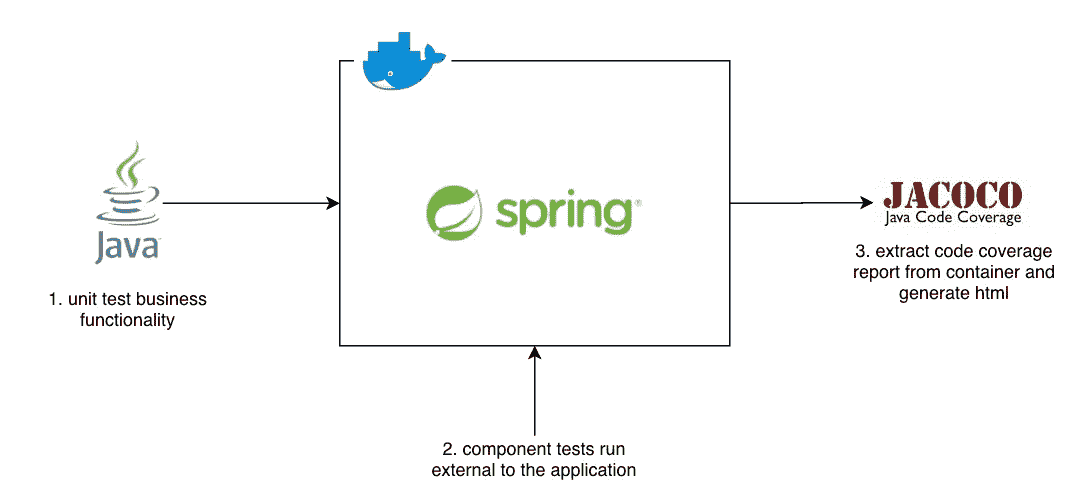 Java
1. unit test business
functionality
spring
2. component tests run
external to the application
JACOCO
Java Code Coverage
3. extract code coverage
report from container and
generate html